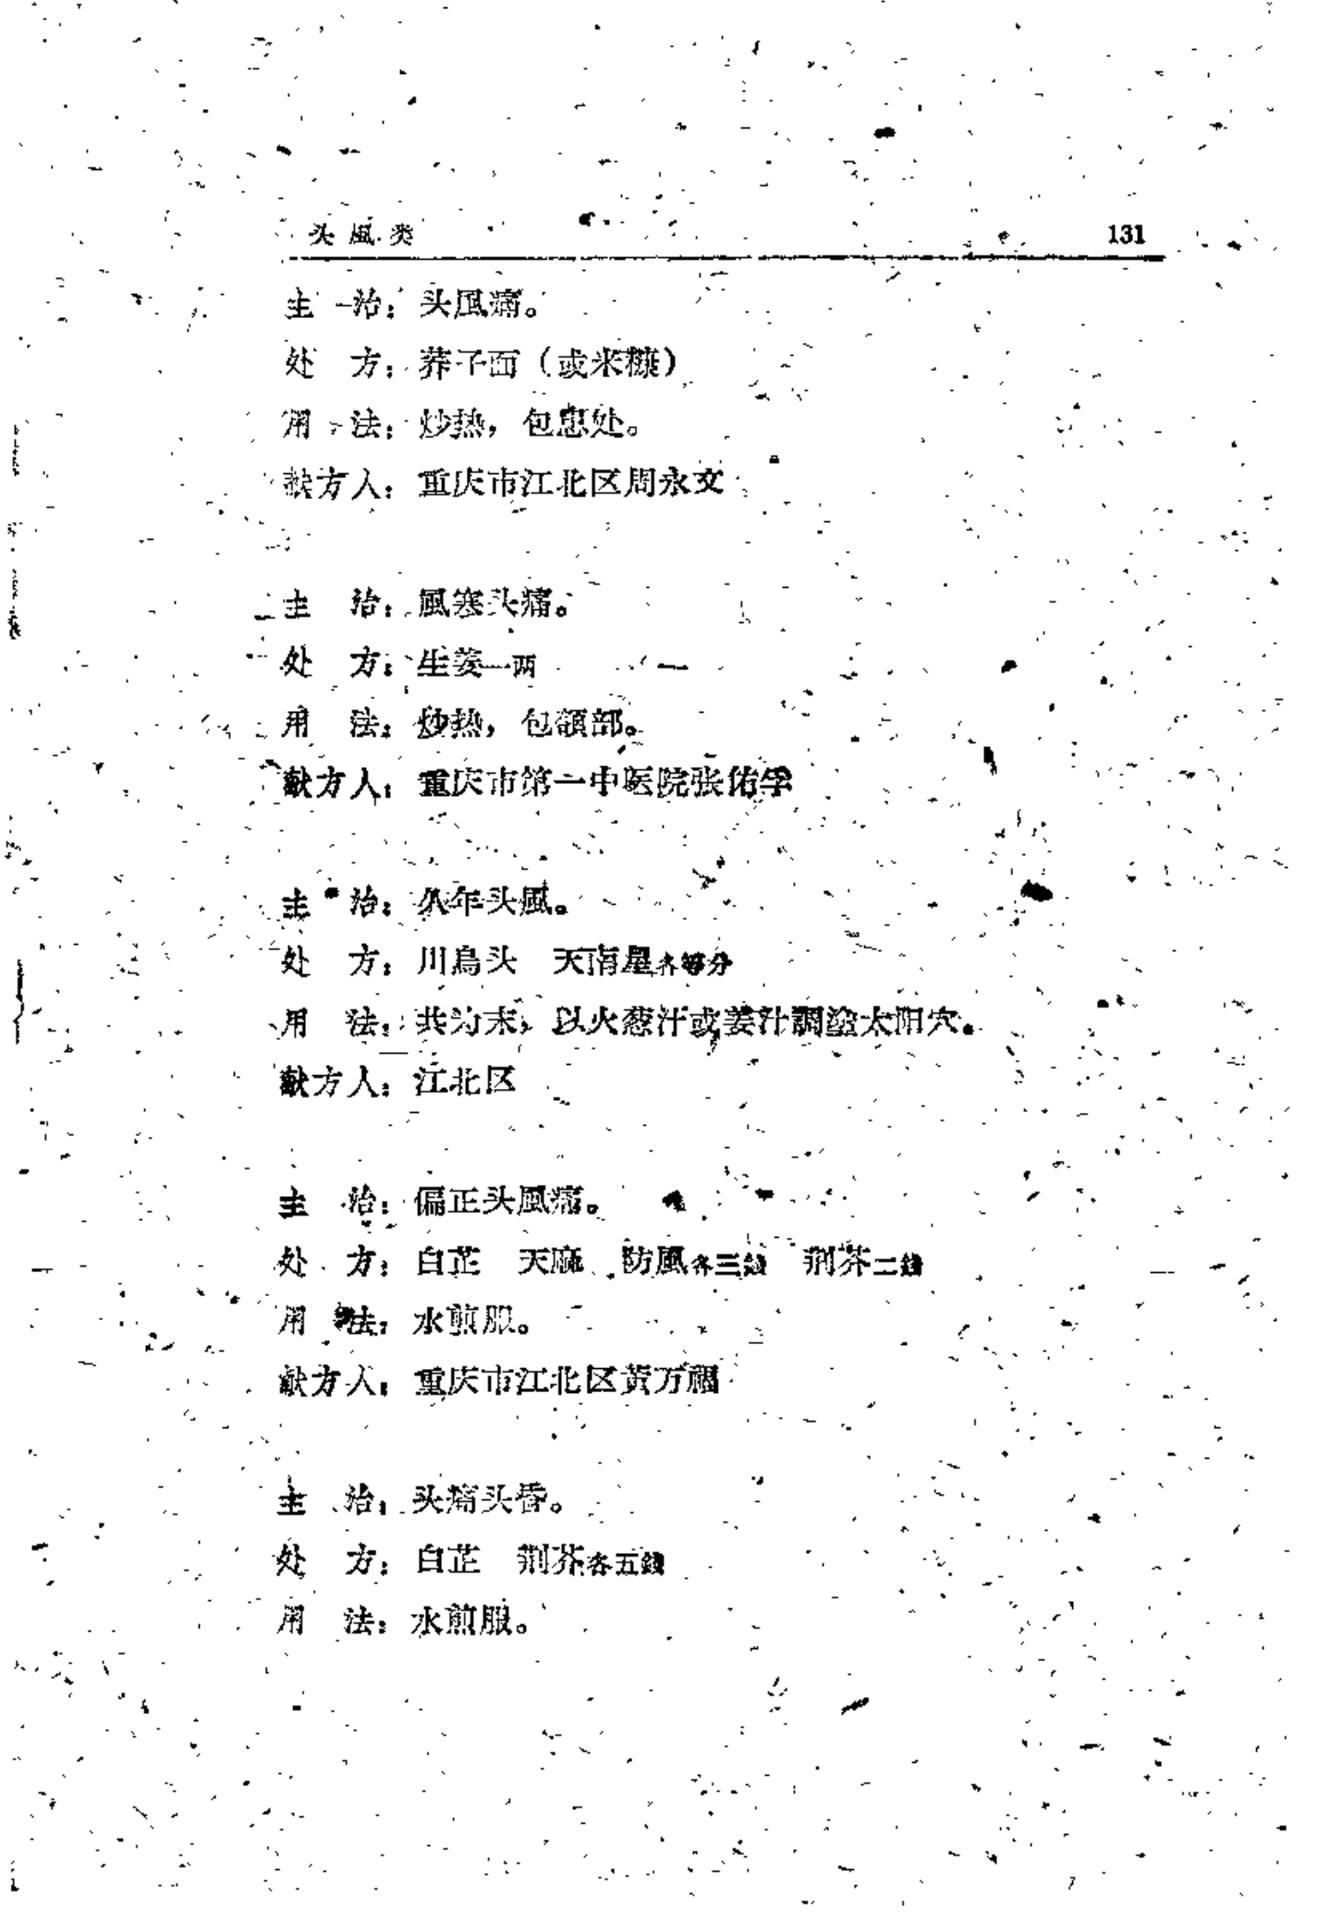 头風类 131
主 治：头風痛。
处 方：荞子面（或米糠）
用 法：炒热，包患处。
献方人：重庆市江北区周永文
主 治：風寒头痛。
处 方：生姜一两
用 法：炒热，包額部。
献方人：重庆市第一中医院张佑孚
主 治：久年头風。
处 方：川烏头 天南星各等分
用 法：共为末，以火葱汁或姜汁調塗太阳穴。
献方人：江北区
主 治：偏正头風痛。
处 方：白芷 天麻 防風各三錢 荆芥二錢
用 法：水煎服。
献方人：重庆市江北区黄万福
主 治：头痛头昏。
处 方：白芷 荆芥各五錢
用 法：水煎服。